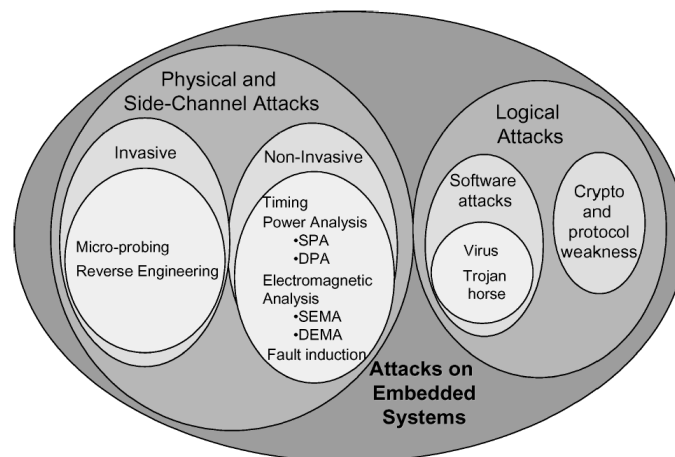 Physical and
Side-Channel Attacks
Invasive
Micro-probing
Reverse Engineering
Non-Invasive
Timing
Power Analysis
•SPA
•DPA
Electromagnetic
Analysis
•SEMA
•DEMA
Fault induction
Logical
Attacks
Software
attacks
Virus
Trojan
horse
Crypto
and
protocol
weakness
Attacks on
Embedded
Systems